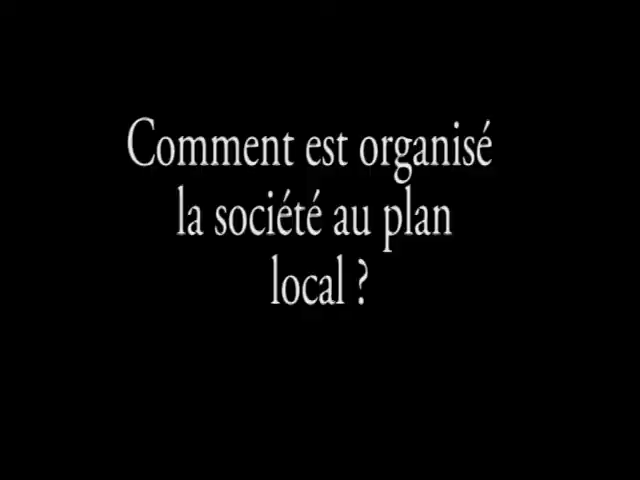 Comment est organisé
la société au plan
local ?